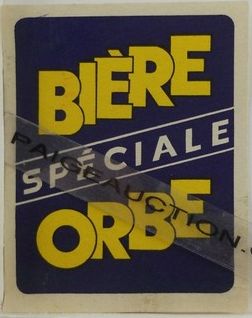 BIÈRE
SPÉCIALE
ORBE
PAIGEAUCTION.